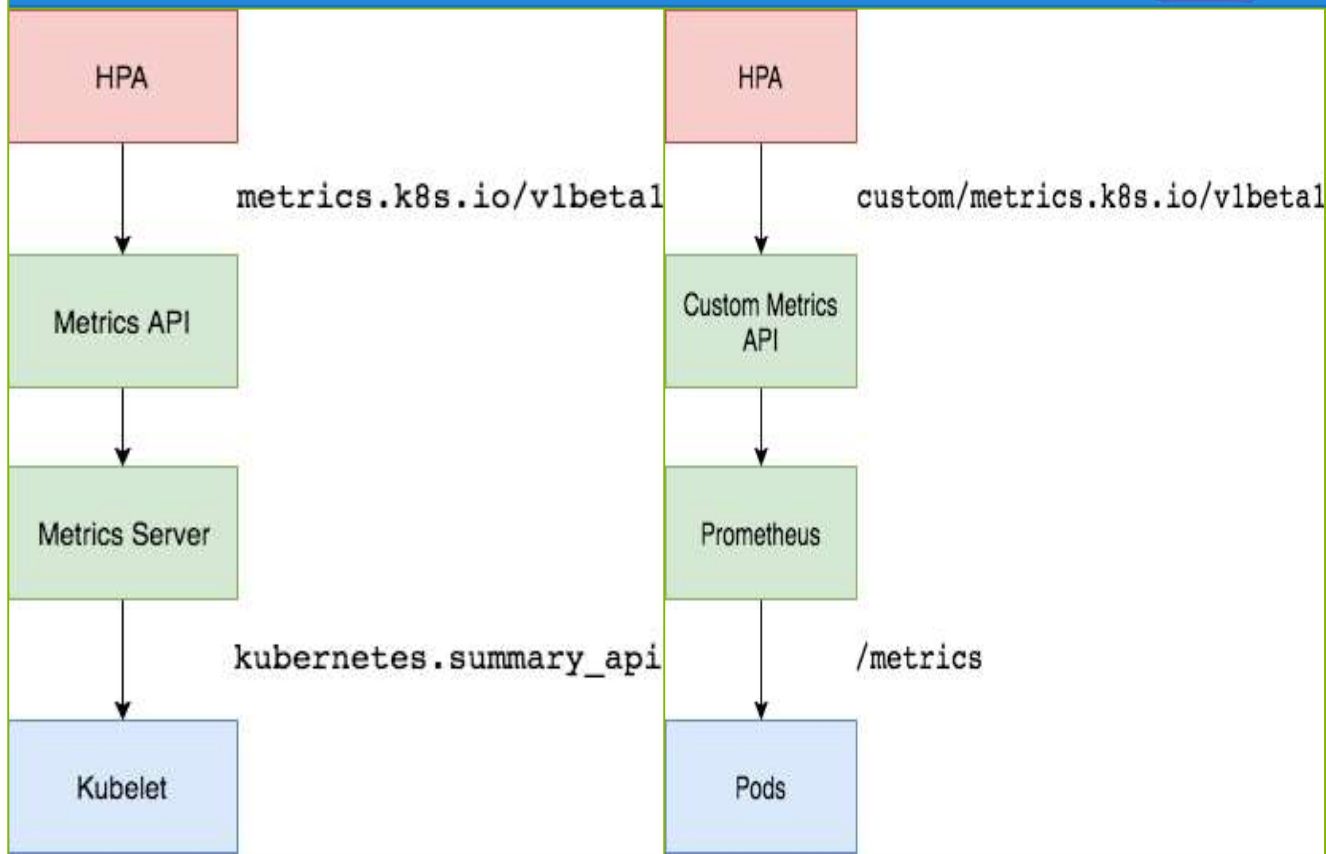 HPA
metrics.k8s.io/v1beta1
Metrics API
Metrics Server
kubernetes.summary_api
Kubelet
HPA
custom/metrics.k8s.io/v1beta1
Custom Metrics
API
Prometheus
/metrics
Pods